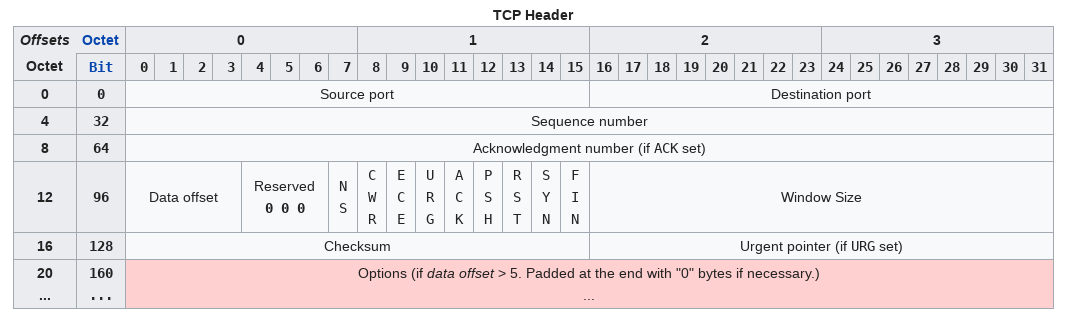 TCP Header
Offsets Octet 0 1 2 3
Octet Bit 0 1 2 3 4 5 6 7 8 9 10 11 12 13 14 15 16 17 18 19 20 21 22 23 24 25 26 27 28 29 30 31
0 0 Source port Destination port
4 32 Sequence number
8 64 Acknowledgment number (if ACK set)
12 96 Data offset Reserved 0 0 0 NS CWR ECE URG ACK PSH RST SYN FIN Window Size
16 128 Checksum Urgent pointer (if URG set)
20 160 Options (if data offset > 5. Padded at the end with "0" bytes if necessary.)
... ... ...